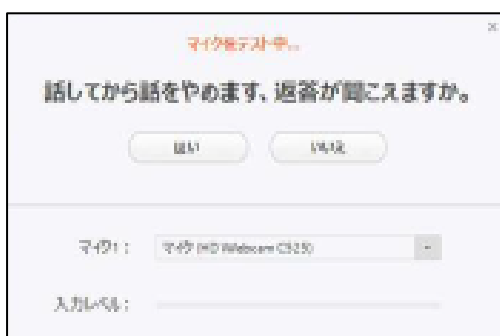 マイクをテスト中...
話してから話をやめます、返答が聞こえますか。
はい いいえ
マイク1： マイク (HD Webcam C525)
入力レベル：